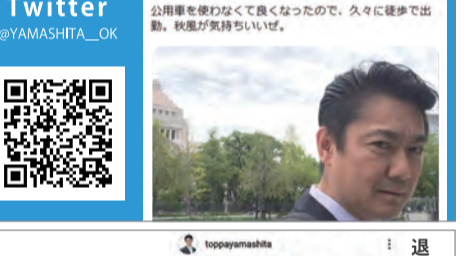 Twitter
@YAMASHITA__OK
公用車を使わなくて良くなったので、久々に徒歩で出
勤。秋風が気持ちいいぜ。
toppayamashita
退